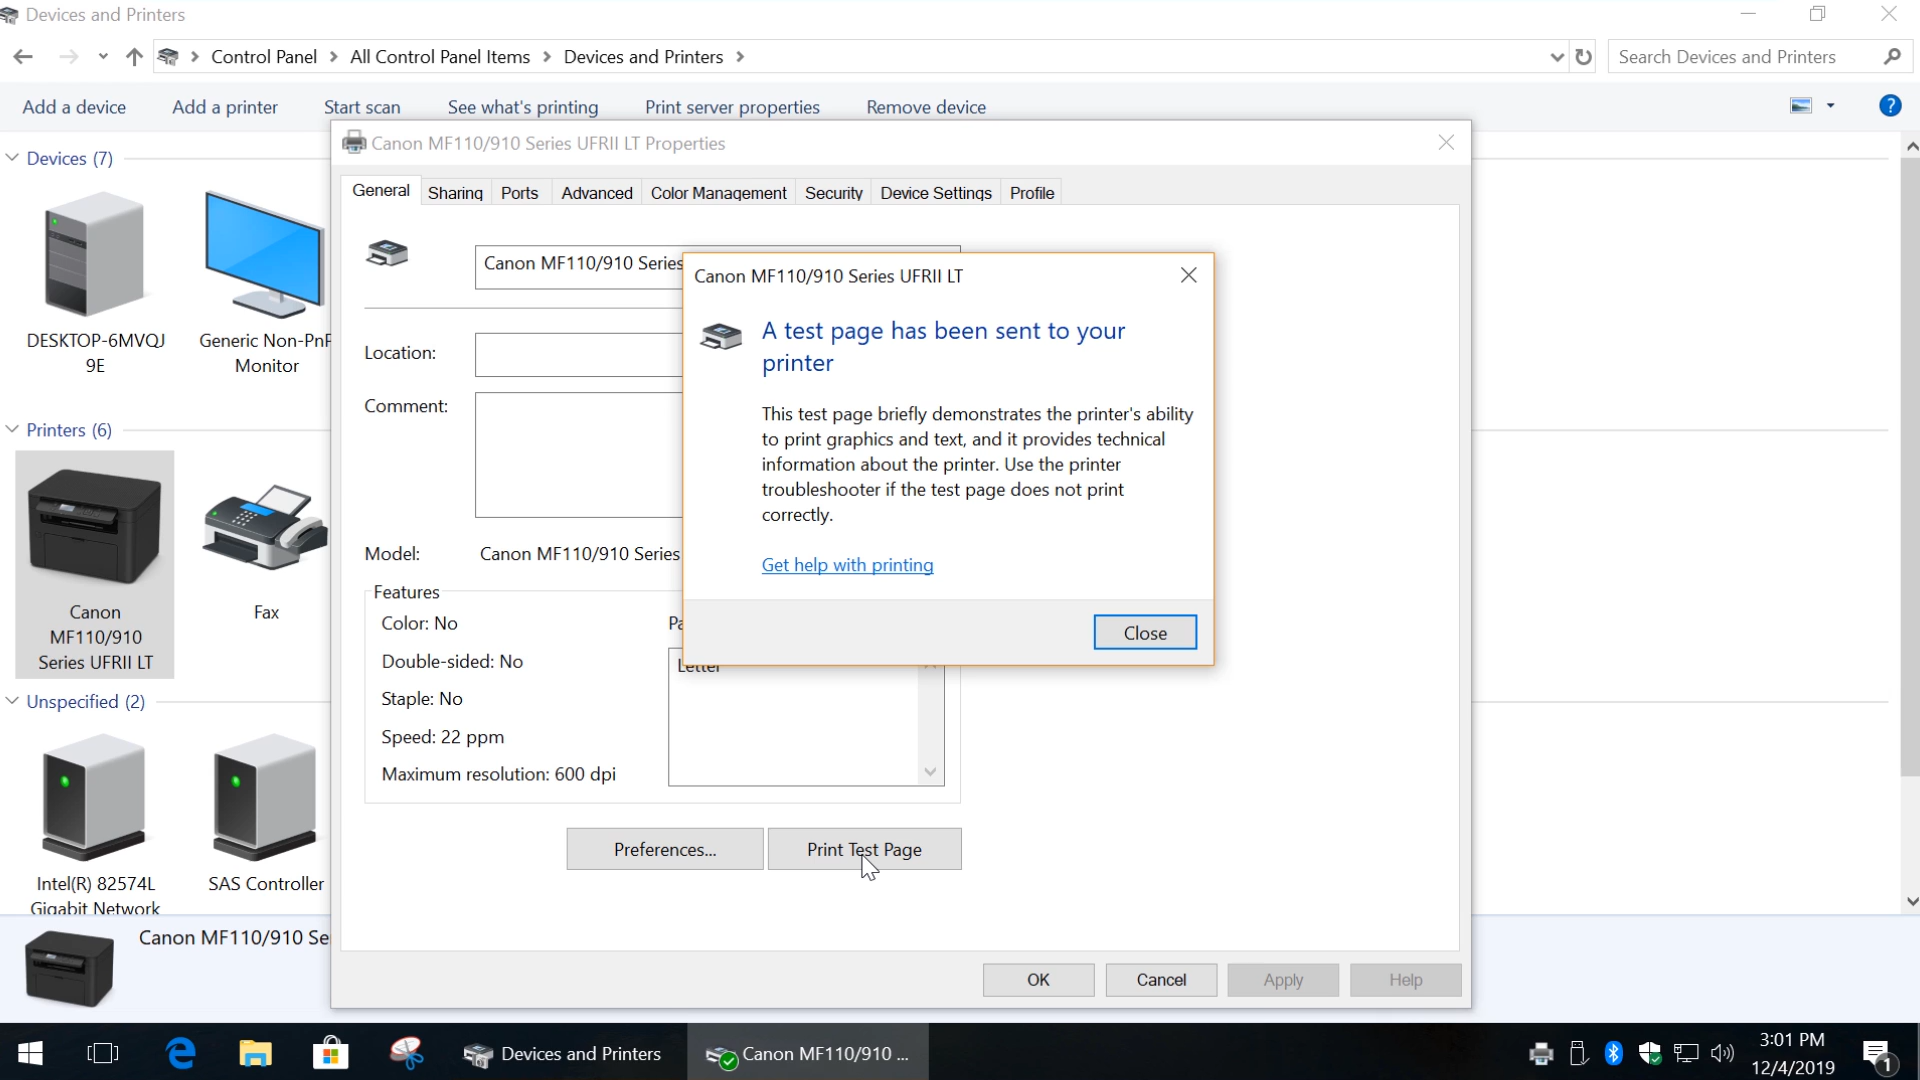 Devices and Printers
Control Panel > All Control Panel Items > Devices and Printers >
Search Devices and Printers
Add a device
Add a printer
Start scan
See what's printing
Print server properties
Remove device
Devices (7)
DESKTOP-6MVQJ
9E
Generic Non-PnP
Monitor
Printers (6)
Canon
MF110/910
Series UFRII LT
Fax
Unspecified (2)
Intel(R) 82574L
Gigabit Network
SAS Controller
Canon MF110/910 Se
Canon MF110/910 Series UFRII LT Properties
General
Sharing
Ports
Advanced
Color Management
Security
Device Settings
Profile
Canon MF110/910 Series
Location:
Comment:
Model:
Canon MF110/910 Series
Features
Color: No
Double-sided: No
Staple: No
Speed: 22 ppm
Maximum resolution: 600 dpi
Pa
Letter
Preferences...
Print Test Page
OK
Cancel
Apply
Help
Canon MF110/910 Series UFRII LT
A test page has been sent to your
printer
This test page briefly demonstrates the printer's ability
to print graphics and text, and it provides technical
information about the printer. Use the printer
troubleshooter if the test page does not print
correctly.
Get help with printing
Close
Devices and Printers
Canon MF110/910 ...
3:01 PM
12/4/2019
1